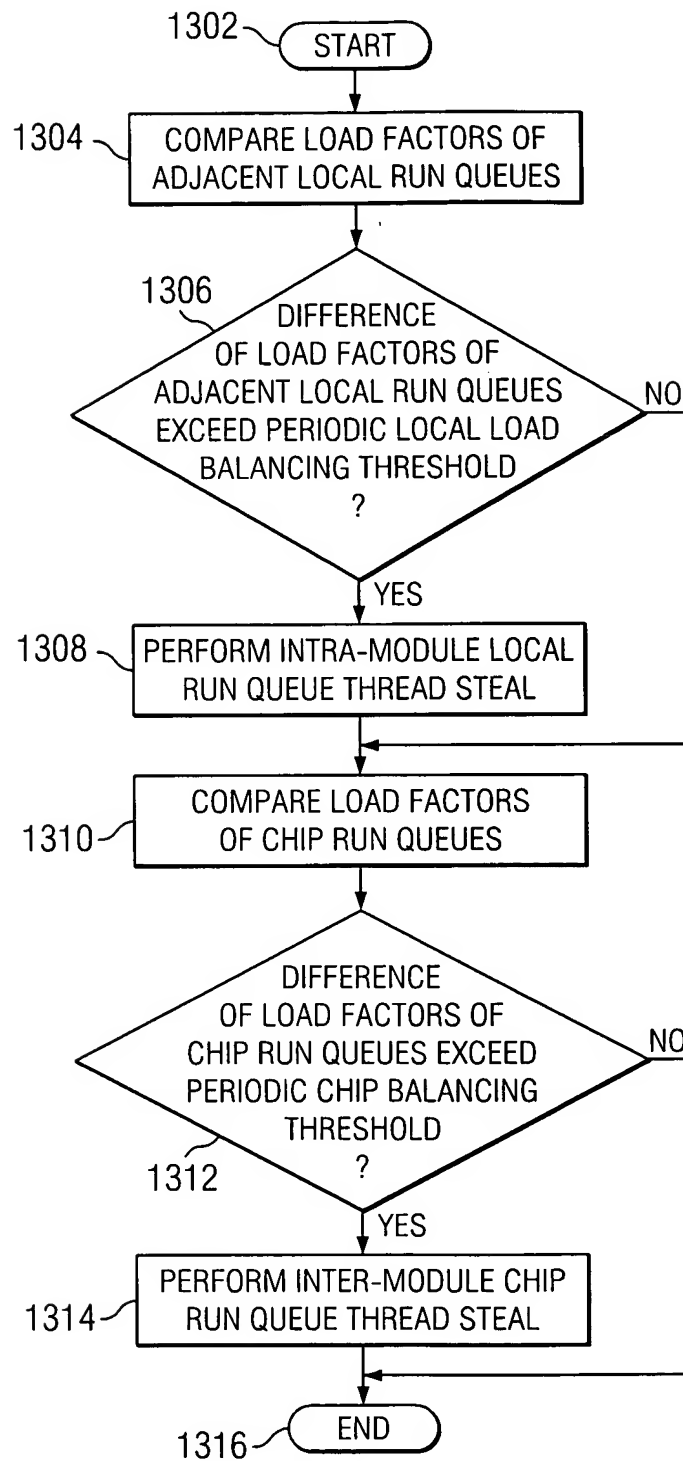 1302
START
1304
COMPARE LOAD FACTORS OF
ADJACENT LOCAL RUN QUEUES
1306
DIFFERENCE
OF LOAD FACTORS OF
ADJACENT LOCAL RUN QUEUES
EXCEED PERIODIC LOCAL LOAD
BALANCING THRESHOLD
?
NO
YES
1308
PERFORM INTRA-MODULE LOCAL
RUN QUEUE THREAD STEAL
1310
COMPARE LOAD FACTORS
OF CHIP RUN QUEUES
DIFFERENCE
OF LOAD FACTORS OF
CHIP RUN QUEUES EXCEED
PERIODIC CHIP BALANCING
THRESHOLD
?
NO
1312
YES
1314
PERFORM INTER-MODULE CHIP
RUN QUEUE THREAD STEAL
1316
END